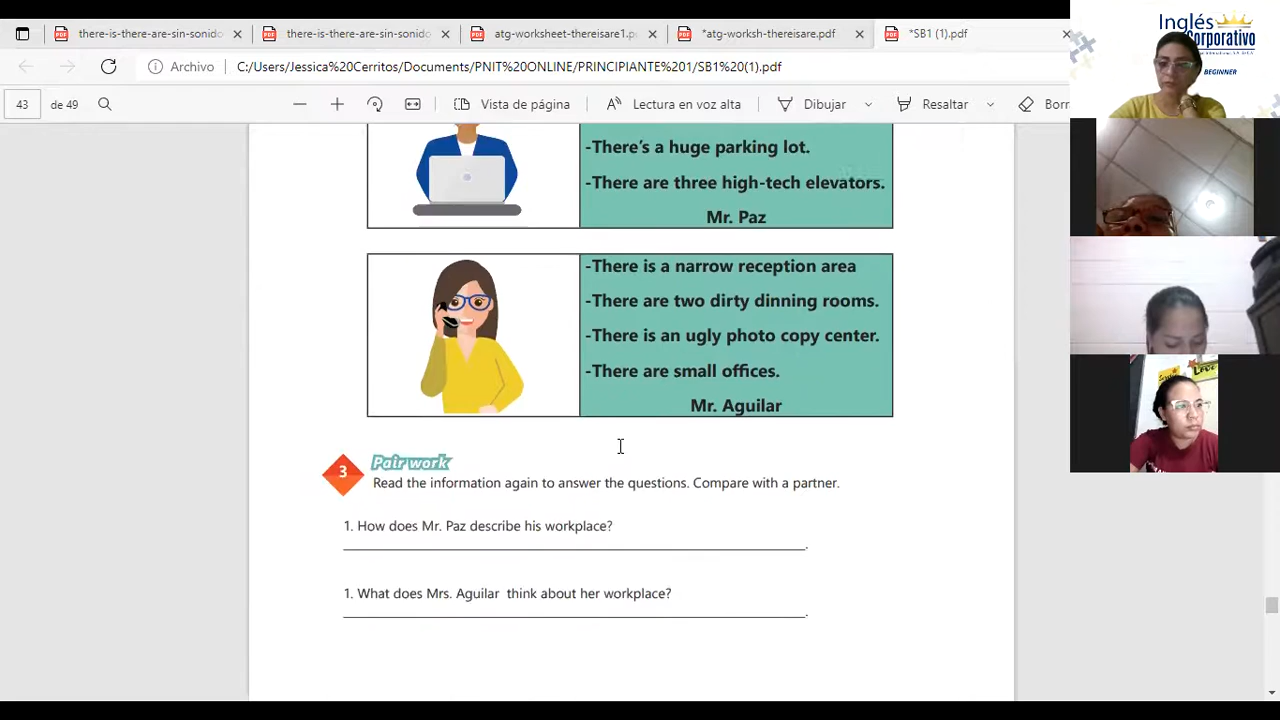 there-is-there-are-sin-sonido
there-is-there-are-sin-sonido
atg-worksheet-thereisare1.p
*atg-worksh-thereisare.pdf
*SB1 (1).pdf
Archivo
C:/Users/Jessica%20Cerritos/Documents/PNI%20ONLINE/PRINCIPIANTE%201/SB1%20(1).pdf
43
de 49
Vista de página
Lectura en voz alta
Dibujar
Resaltar
Borr
Inglés
Corporativo
BEGINNER
-There's a huge parking lot.
-There are three high-tech elevators.
Mr. Paz
-There is a narrow reception area
-There are two dirty dinning rooms.
-There is an ugly photo copy center.
-There are small offices.
Mr. Aguilar
3
Pair work
Read the information again to answer the questions. Compare with a partner.
1. How does Mr. Paz describe his workplace?
1. What does Mrs. Aguilar think about her workplace?